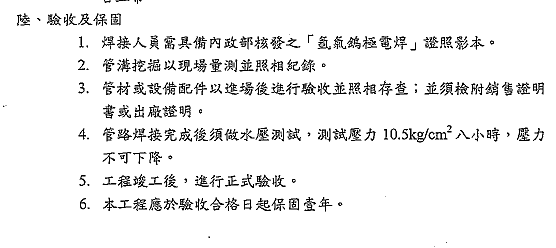 陸、驗收及保固
1. 焊接人員需具備內政部核發之「氬氣鎢極電焊」證照影本。
2. 管溝挖掘以現場量測並照相紀錄。
3. 管材或設備配件以進場後進行驗收並照相存查；並須檢附銷售證明
書或出廠證明。
4. 管路焊接完成後須做水壓測試，測試壓力 10.5kg/cm² 八小時，壓力
不可下降。
5. 工程竣工後，進行正式驗收。
6. 本工程應於驗收合格日起保固壹年。